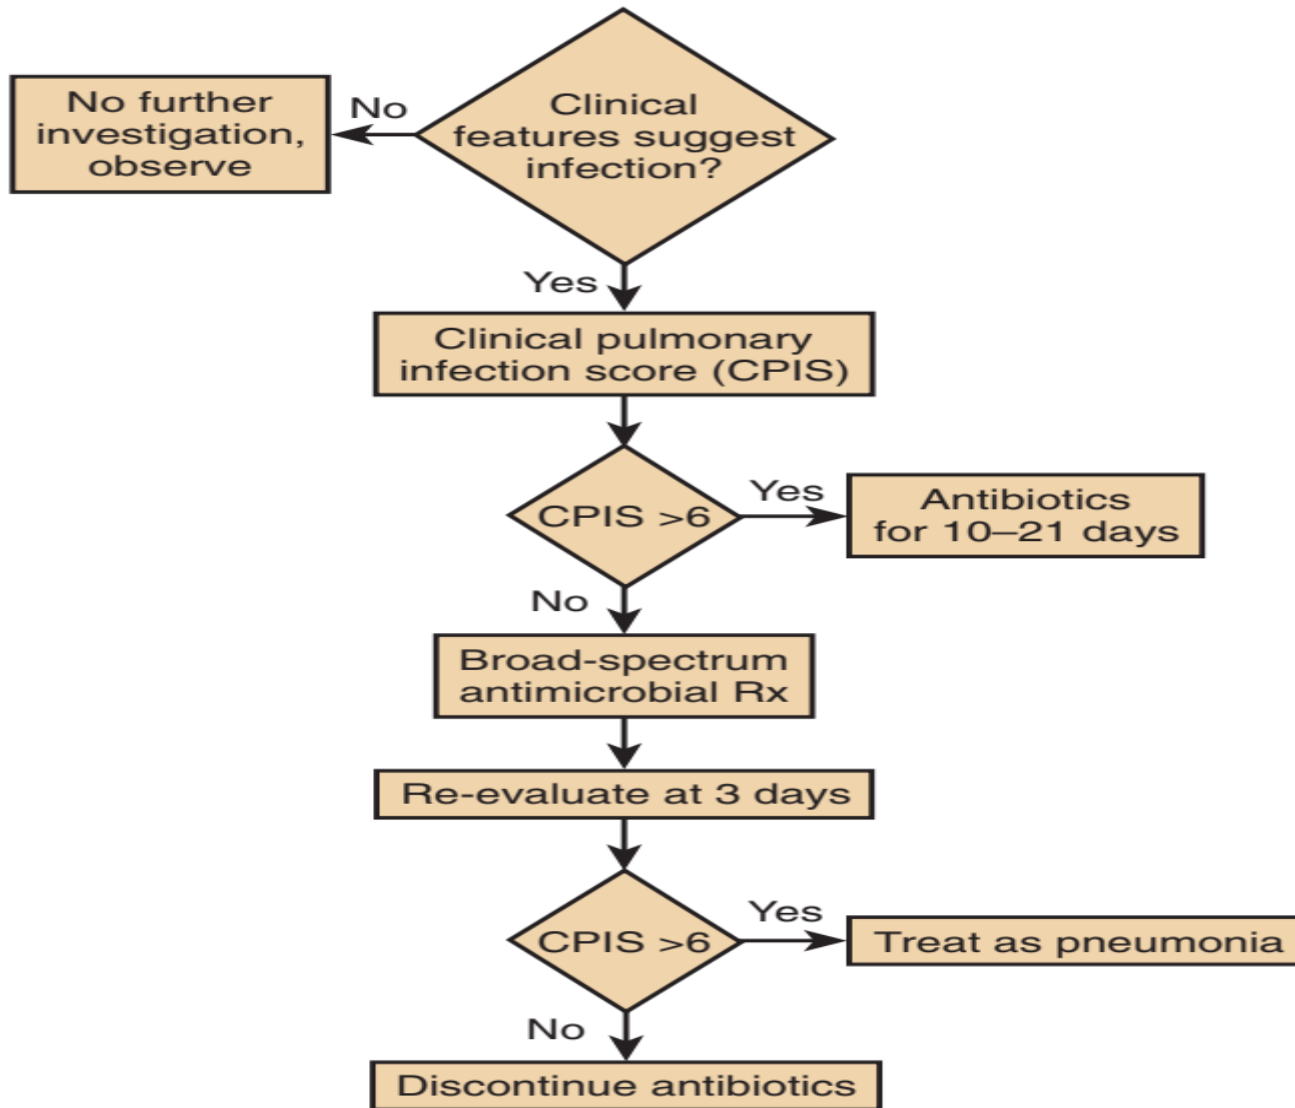 Clinical
features suggest
infection?
No
No further
investigation,
observe
Yes
Clinical pulmonary
infection score (CPIS)
CPIS >6
Yes
Antibiotics
for 10–21 days
No
Broad-spectrum
antimicrobial Rx
Re-evaluate at 3 days
CPIS >6
Yes
Treat as pneumonia
No
Discontinue antibiotics